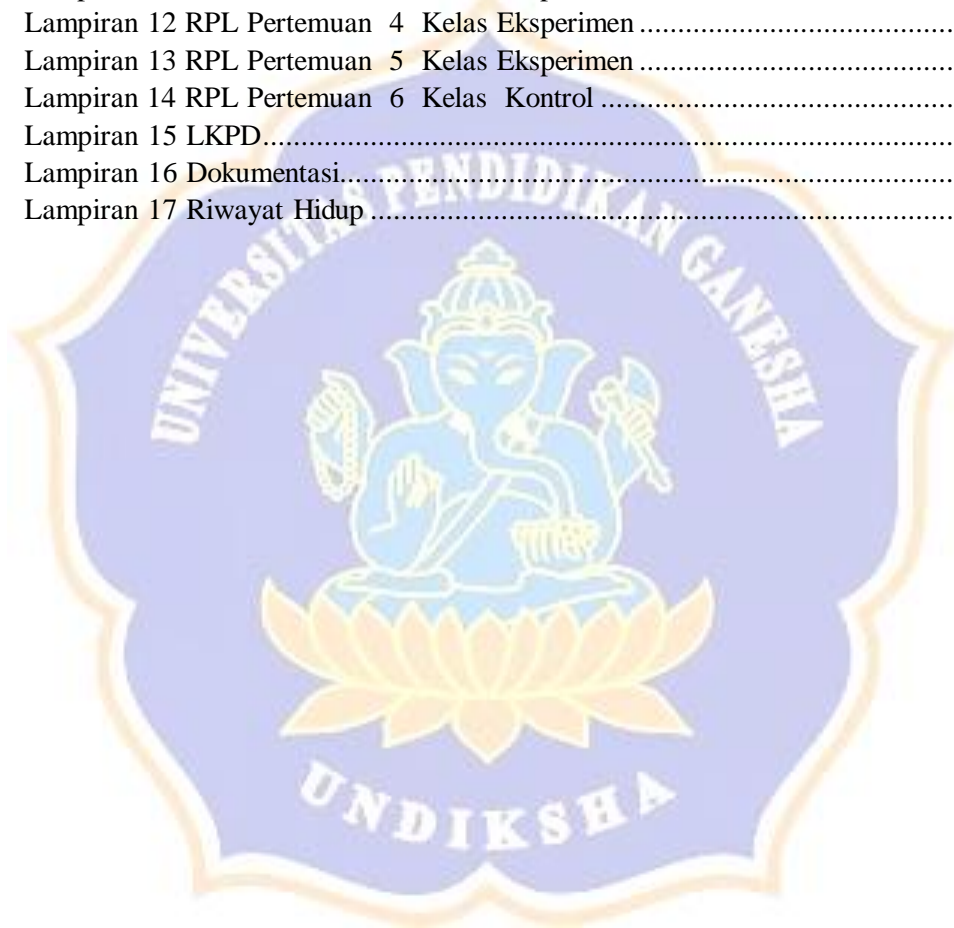 Lampiran 12 RPL Pertemuan 4 Kelas Eksperimen ........................................
Lampiran 13 RPL Pertemuan 5 Kelas Eksperimen ........................................
Lampiran 14 RPL Pertemuan 6 Kelas Kontrol .............................................
Lampiran 15 LKPD.........................................................................................
Lampiran 16 Dokumentasi...............................................................................
Lampiran 17 Riwayat Hidup ...........................................................................
UNIVERSITAS PENDIDIKAN GANESHA
UNDIKSHA